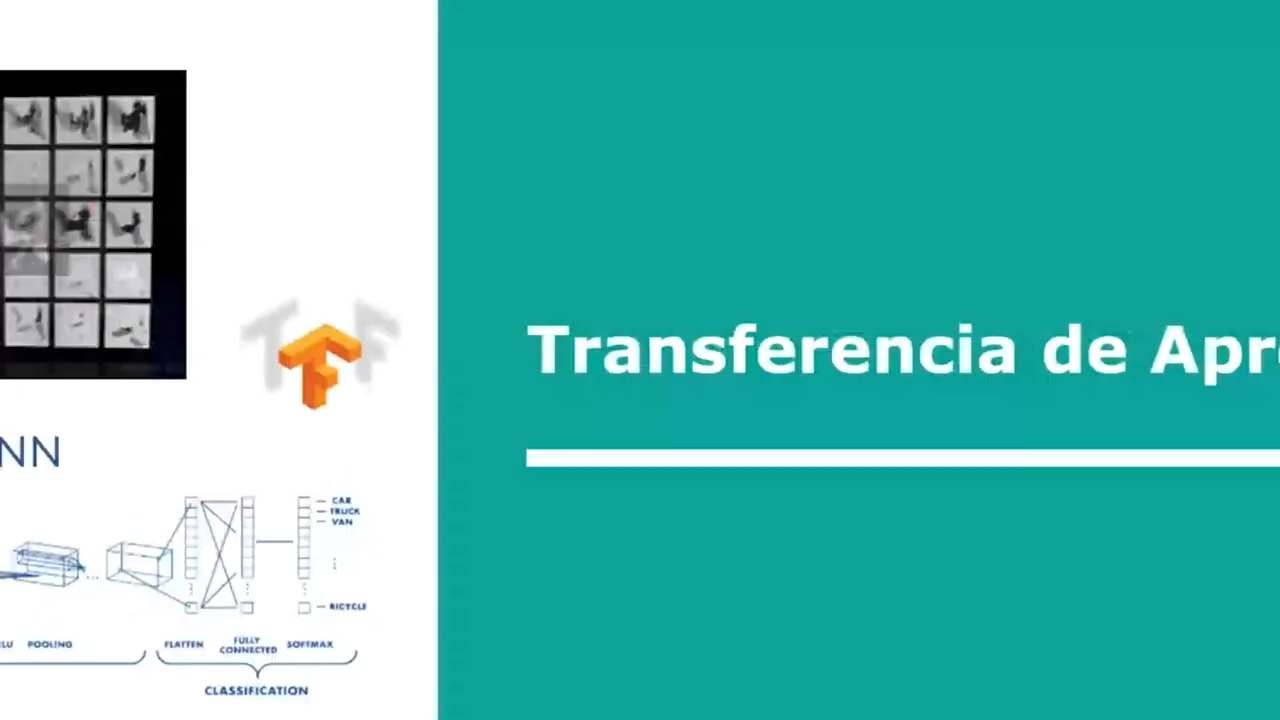 Transferencia de Apr
NN
CAR
TRUCK
VAN
BICYCLE
LU POOLING FLATTEN FULLY CONNECTED SOFTMAX
CLASSIFICATION